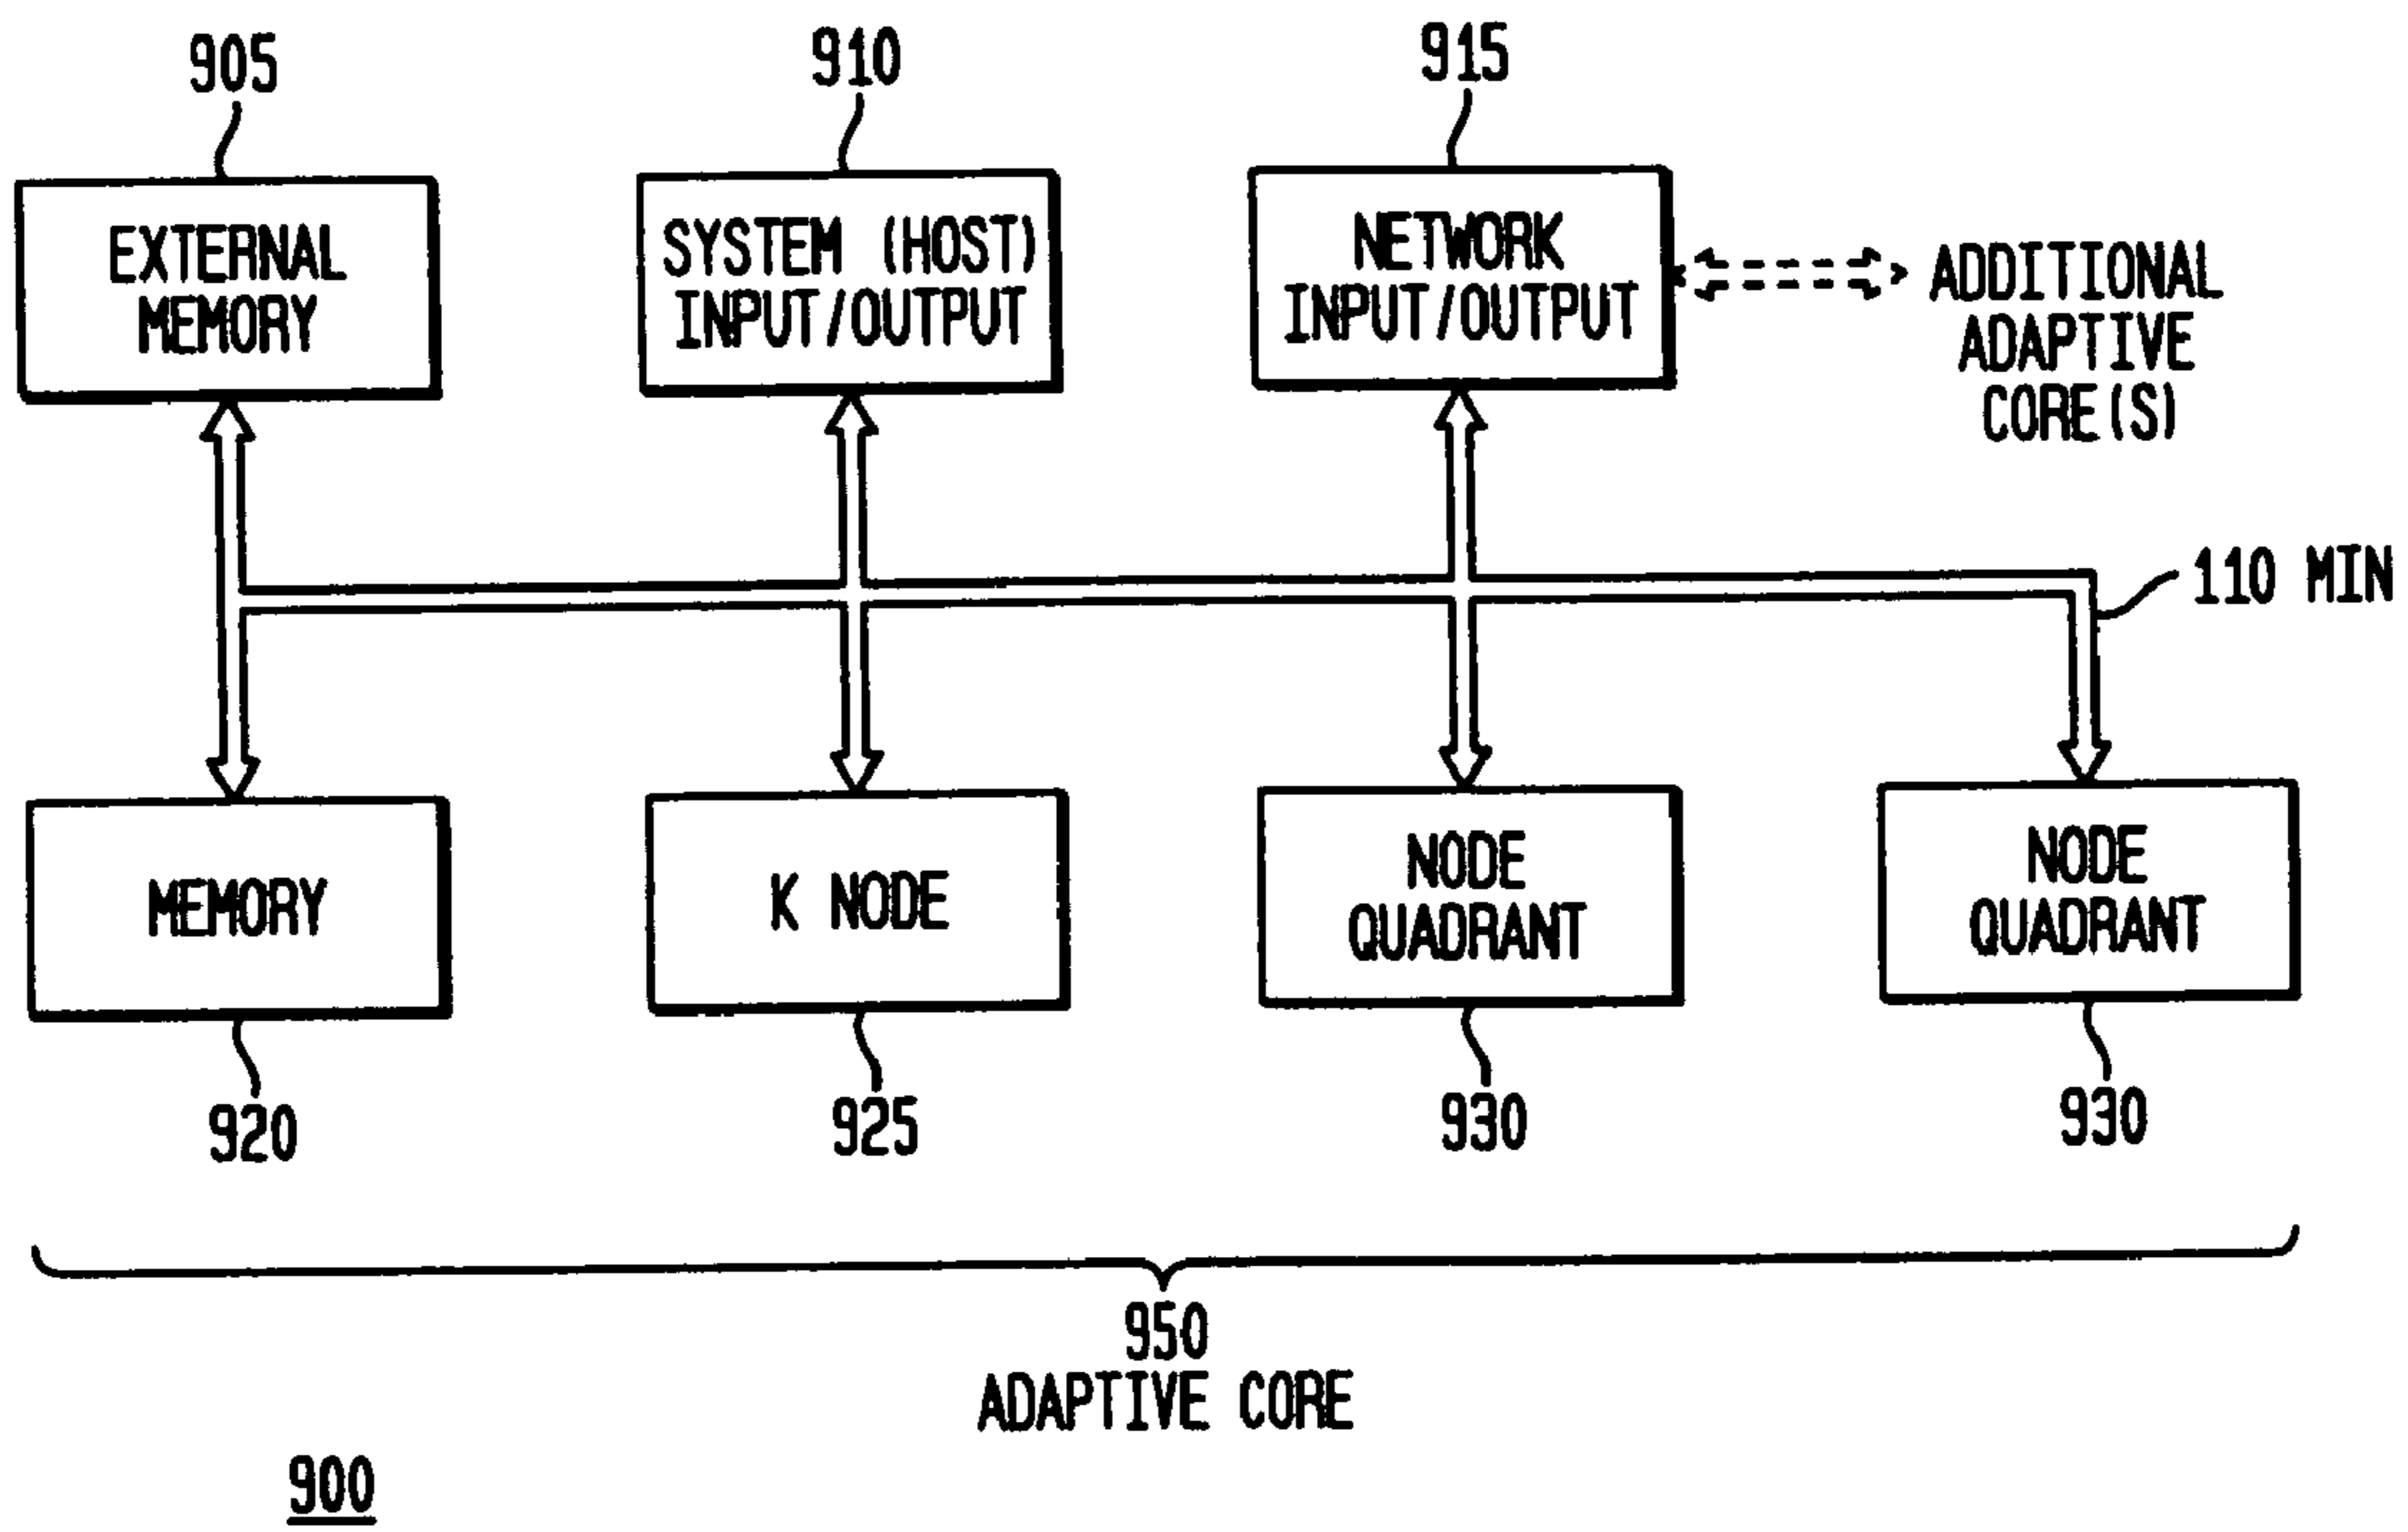 905
910
915
EXTERNAL
MEMORY
SYSTEM (HOST)
INPUT/OUTPUT
NETWORK
INPUT/OUTPUT
ADDITIONAL
ADAPTIVE
CORE(S)
110 MIN
MEMORY
K NODE
NODE
QUADRANT
NODE
QUADRANT
920
925
930
930
950
ADAPTIVE CORE
900